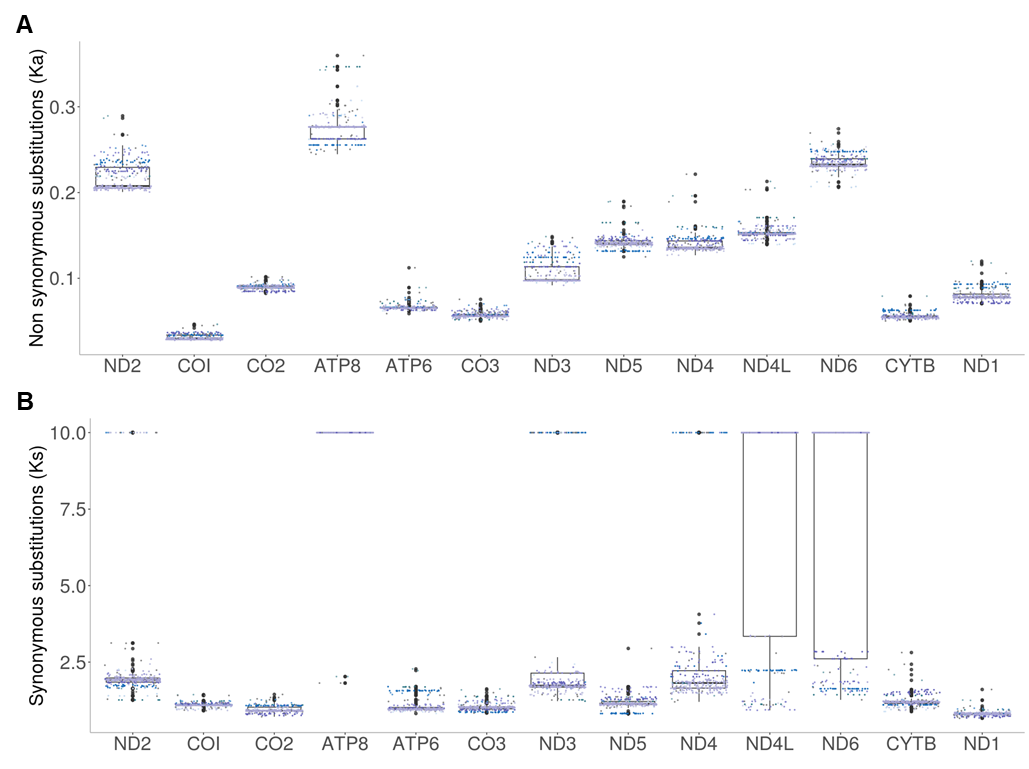 A
Non synonymous substitutions (Ka)
0.3
0.2
0.1
ND2 COI CO2 ATP8 ATP6 CO3 ND3 ND5 ND4 ND4L ND6 CYTB ND1
B
Synonymous substitutions (Ks)
10.0
7.5
5.0
2.5
ND2 COI CO2 ATP8 ATP6 CO3 ND3 ND5 ND4 ND4L ND6 CYTB ND1